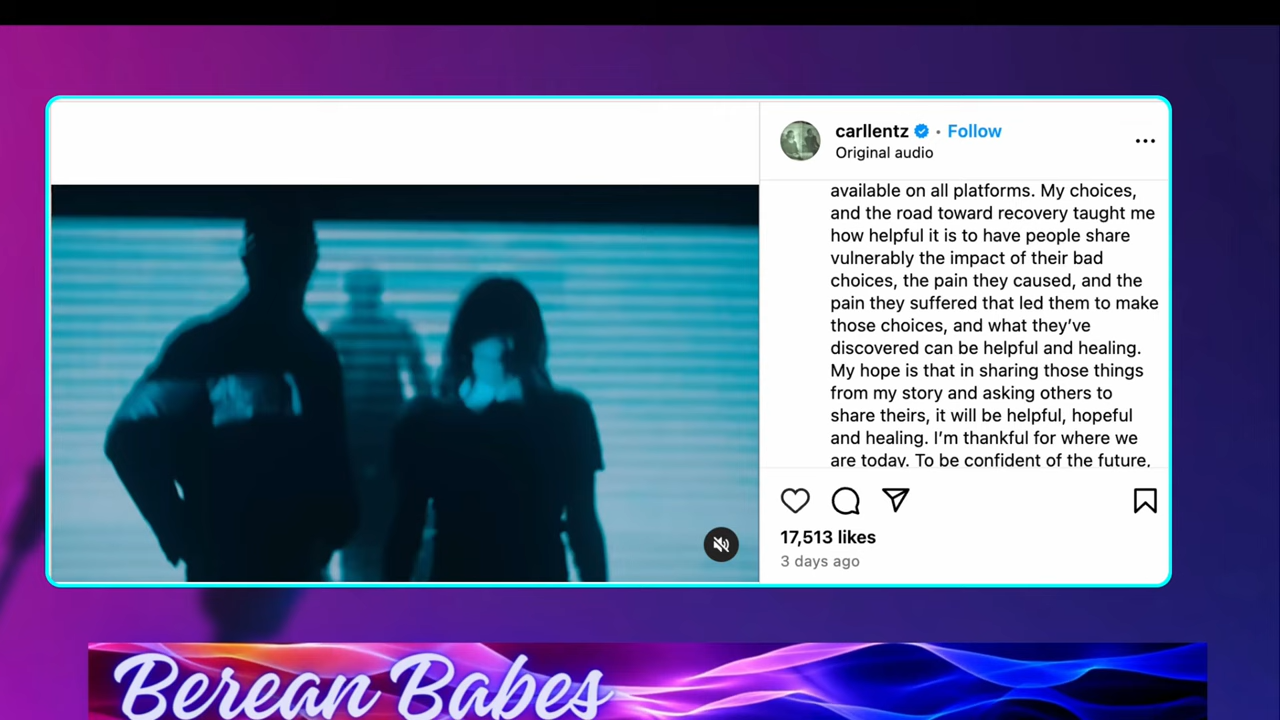 carllentz • Follow
Original audio
available on all platforms. My choices,
and the road toward recovery taught me
how helpful it is to have people share
vulnerably the impact of their bad
choices, the pain they caused, and the
pain they suffered that led them to make
those choices, and what they’ve
discovered can be helpful and healing.
My hope is that in sharing those things
from my story and asking others to
share theirs, it will be helpful, hopeful
and healing. I’m thankful for where we
are today. To be confident of the future,
17,513 likes
3 days ago
Berean Babes